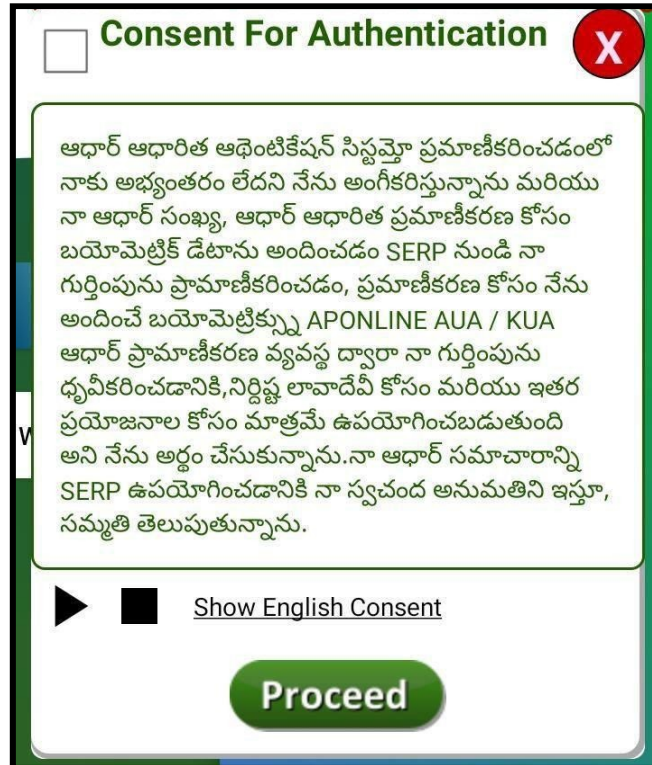 Consent For Authentication
X
ఆధార్ ఆధారిత ఆథెంటికేషన్ సిస్టమ్తో ప్రమాణీకరించడంలో
నాకు అభ్యంతరం లేదని నేను అంగీకరిస్తున్నాను మరియు
నా ఆధార్ సంఖ్య, ఆధార్ ఆధారిత ప్రమాణీకరణ కోసం
బయోమెట్రిక్ డేటాను అందించడం SERP నుండి నా
గుర్తింపును ప్రామాణీకరించడం, ప్రమాణీకరణ కోసం నేను
అందించే బయోమెట్రిక్స్ను APONLINE AUA / KUA
ఆధార్ ప్రామాణీకరణ వ్యవస్థ ద్వారా నా గుర్తింపును
ధృవీకరించడానికి,నిర్దిష్ట లావాదేవీ కోసం మరియు ఇతర
ప్రయోజనాల కోసం మాత్రమే ఉపయోగించబడుతుంది
అని నేను అర్థం చేసుకున్నాను.నా ఆధార్ సమాచారాన్ని
SERP ఉపయోగించడానికి నా స్వచంద అనుమతిని ఇస్తూ,
సమ్మతి తెలుపుతున్నాను.
Show English Consent
Proceed